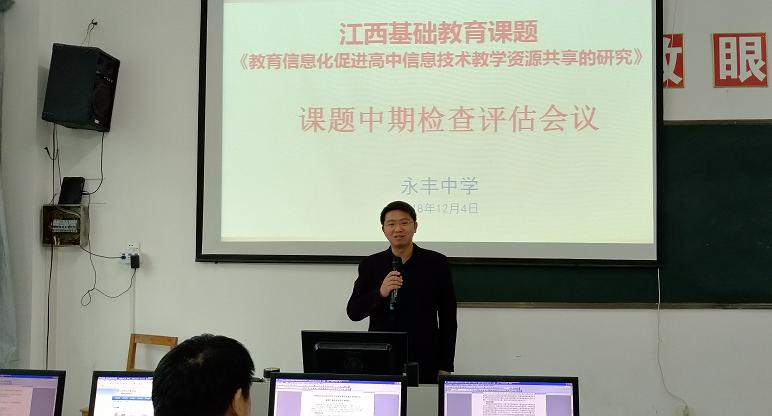 江西基础教育课题
《教育信息化促进高中信息技术教学资源共享的研究》
课题中期检查评估会议
永丰中学
18年12月4日
眼